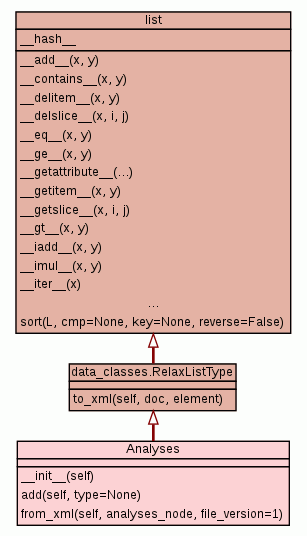 list
__hash__
__add__(x, y)
__contains__(x, y)
__delitem__(x, y)
__delslice__(x, i, j)
__eq__(x, y)
__ge__(x, y)
__getattribute__(...)
__getitem__(x, y)
__getslice__(x, i, j)
__gt__(x, y)
__iadd__(x, y)
__imul__(x, y)
__iter__(x)
...
sort(L, cmp=None, key=None, reverse=False)
data_classes.RelaxListType
to_xml(self, doc, element)
Analyses
__init__(self)
add(self, type=None)
from_xml(self, analyses_node, file_version=1)